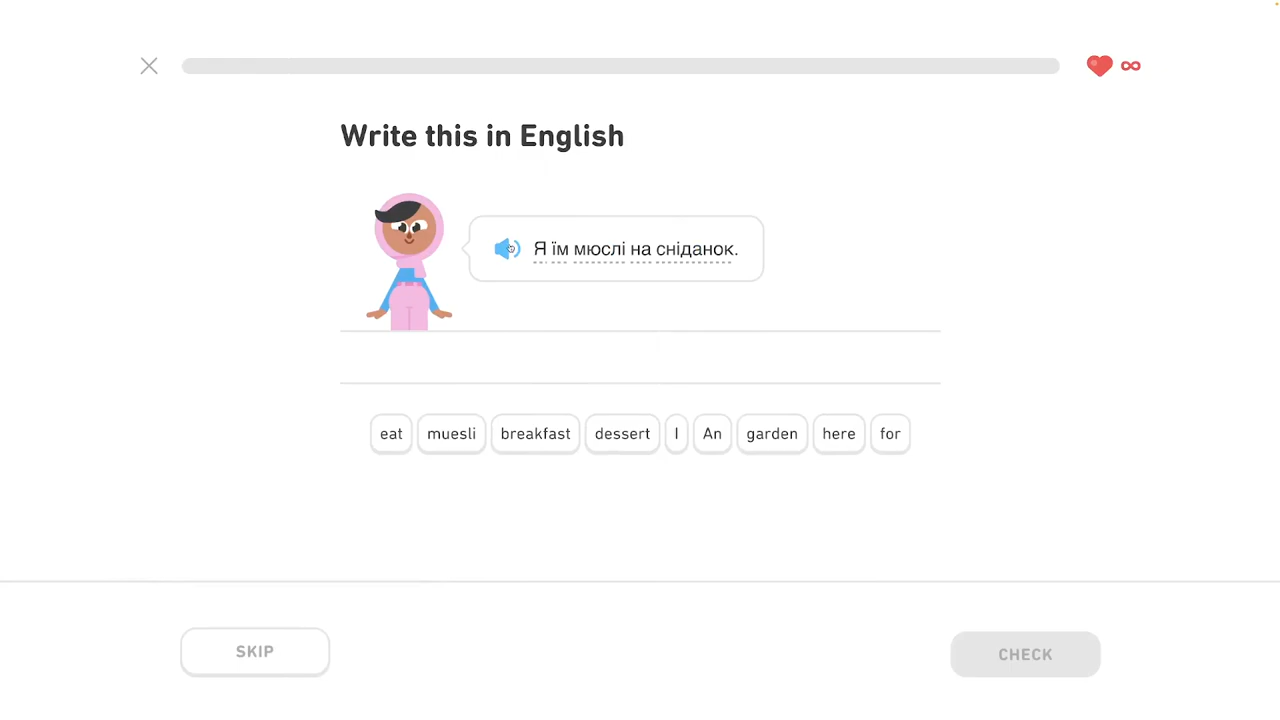 ∞
Write this in English
Я їм мюслі на сніданок.
eat muesli breakfast dessert I An garden here for
SKIP CHECK